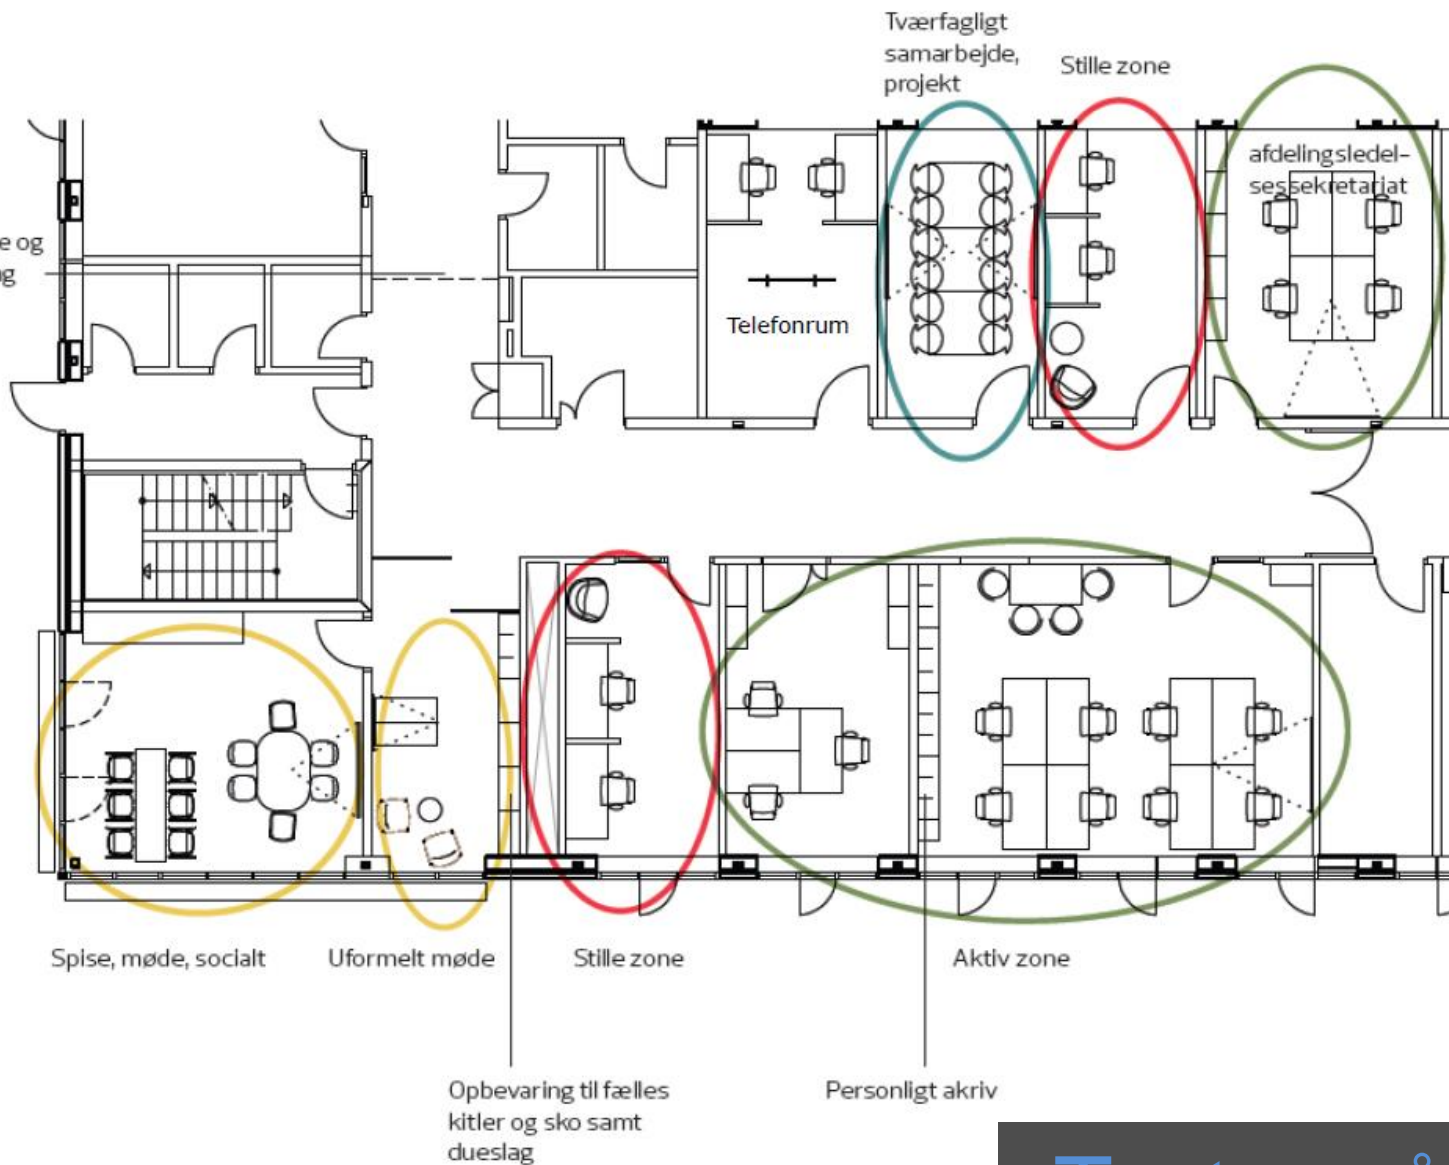 Tværfagligt
samarbejde,
projekt
Stille zone
afdelingsledel-
sessekretariat
e og
g
Telefonrum
Spise, møde, socialt
Uformelt møde
Stille zone
Aktiv zone
Opbevaring til fælles
kitler og sko samt
dueslag
Personligt akriv